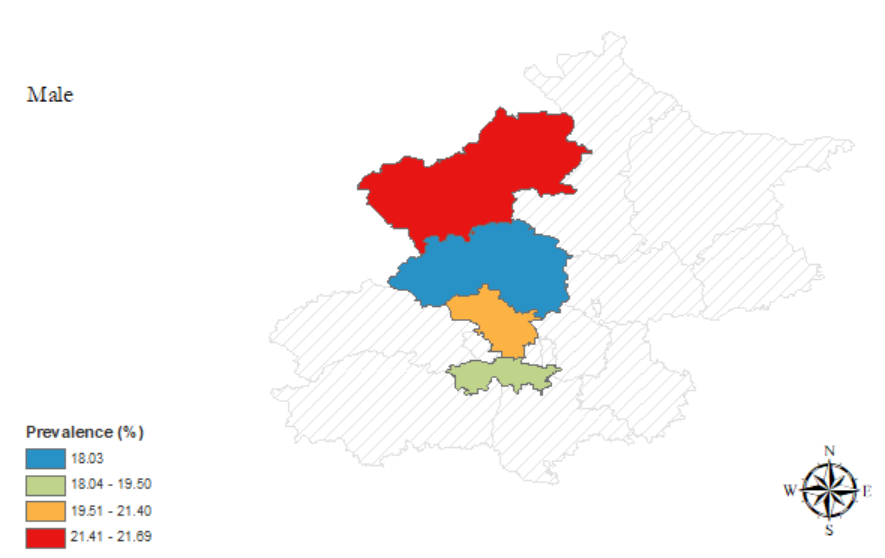 Male
Prevalence (%)
18.03
18.04 - 19.50
19.51 - 21.40
21.41 - 21.69
N
W E
S